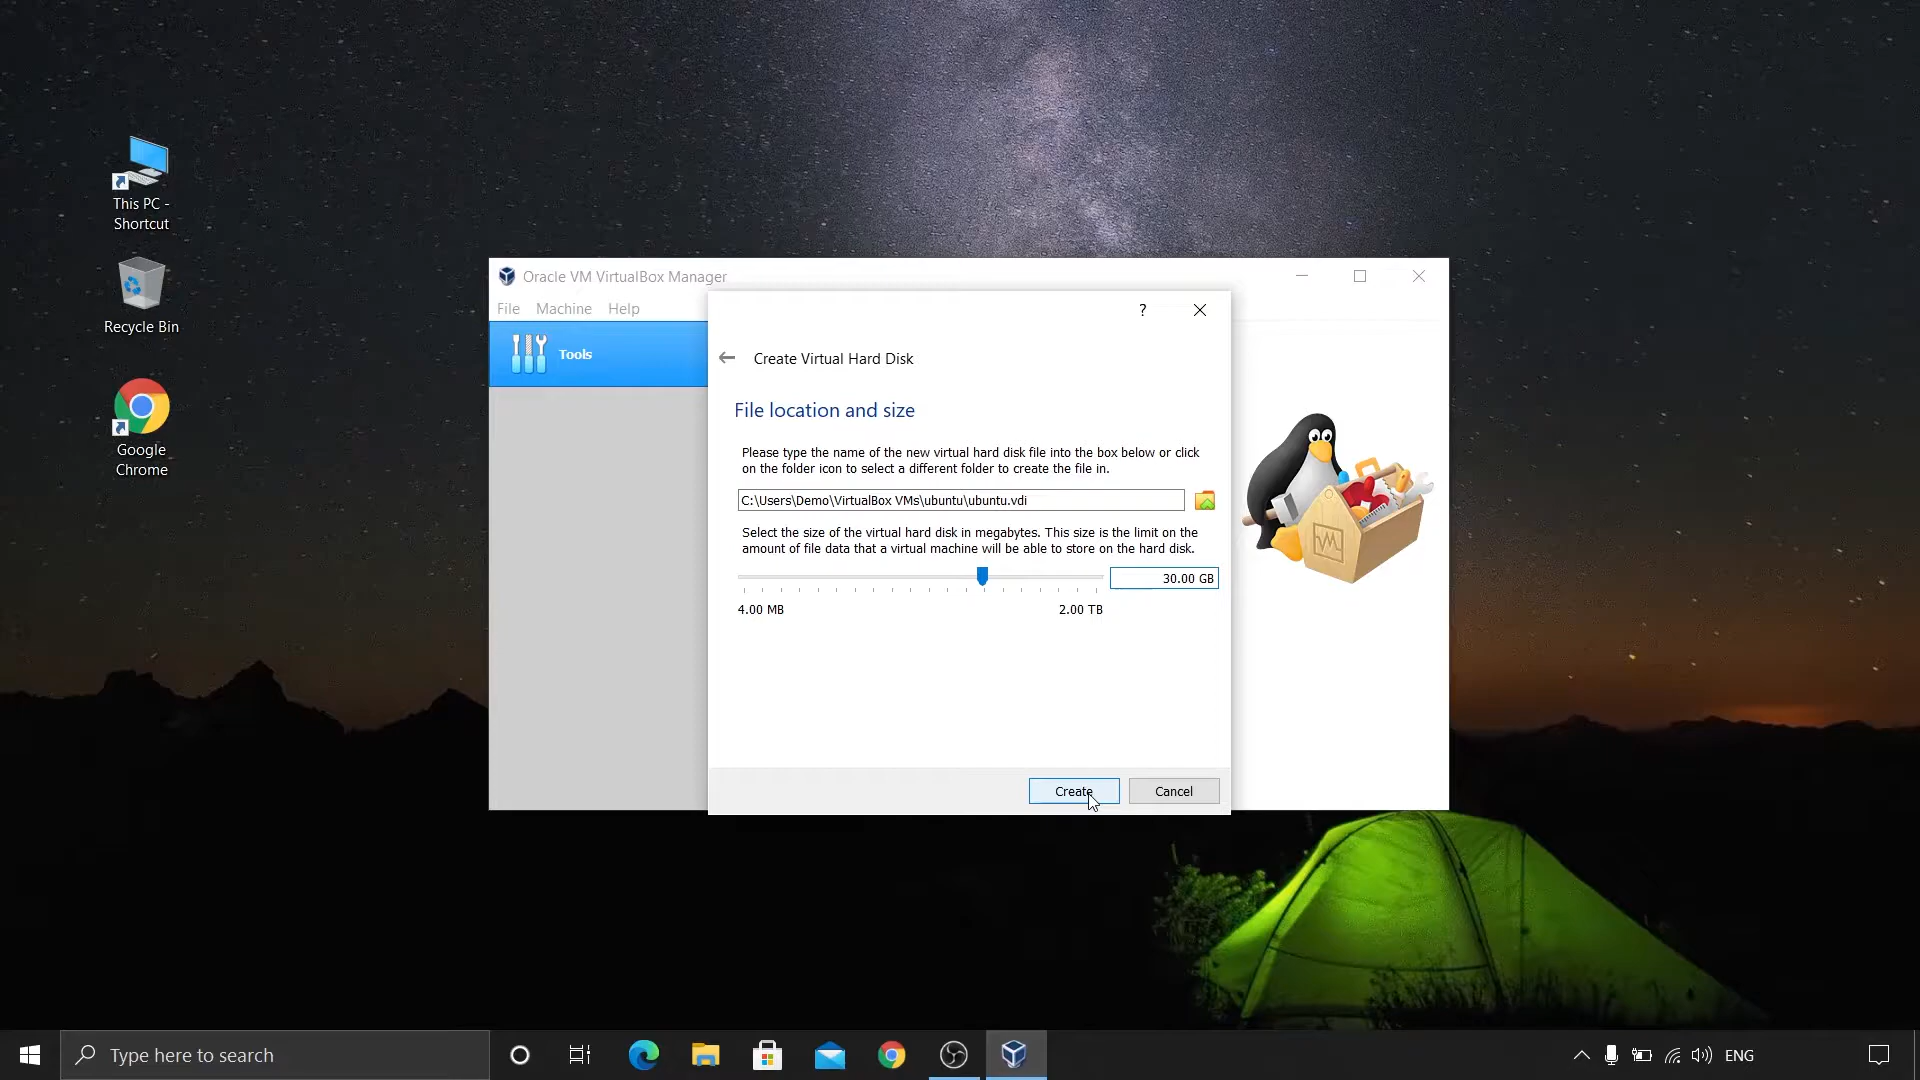 This PC -
Shortcut
Recycle Bin
Google
Chrome
Oracle VM VirtualBox Manager
File Machine Help
Tools
?
Create Virtual Hard Disk
File location and size
Please type the name of the new virtual hard disk file into the box below or click
on the folder icon to select a different folder to create the file in.
C:\Users\Demo\VirtualBox VMs\ubuntu\ubuntu.vdi
Select the size of the virtual hard disk in megabytes. This size is the limit on the
amount of file data that a virtual machine will be able to store on the hard disk.
30.00 GB
4.00 MB 2.00 TB
Create Cancel
Type here to search
ENG